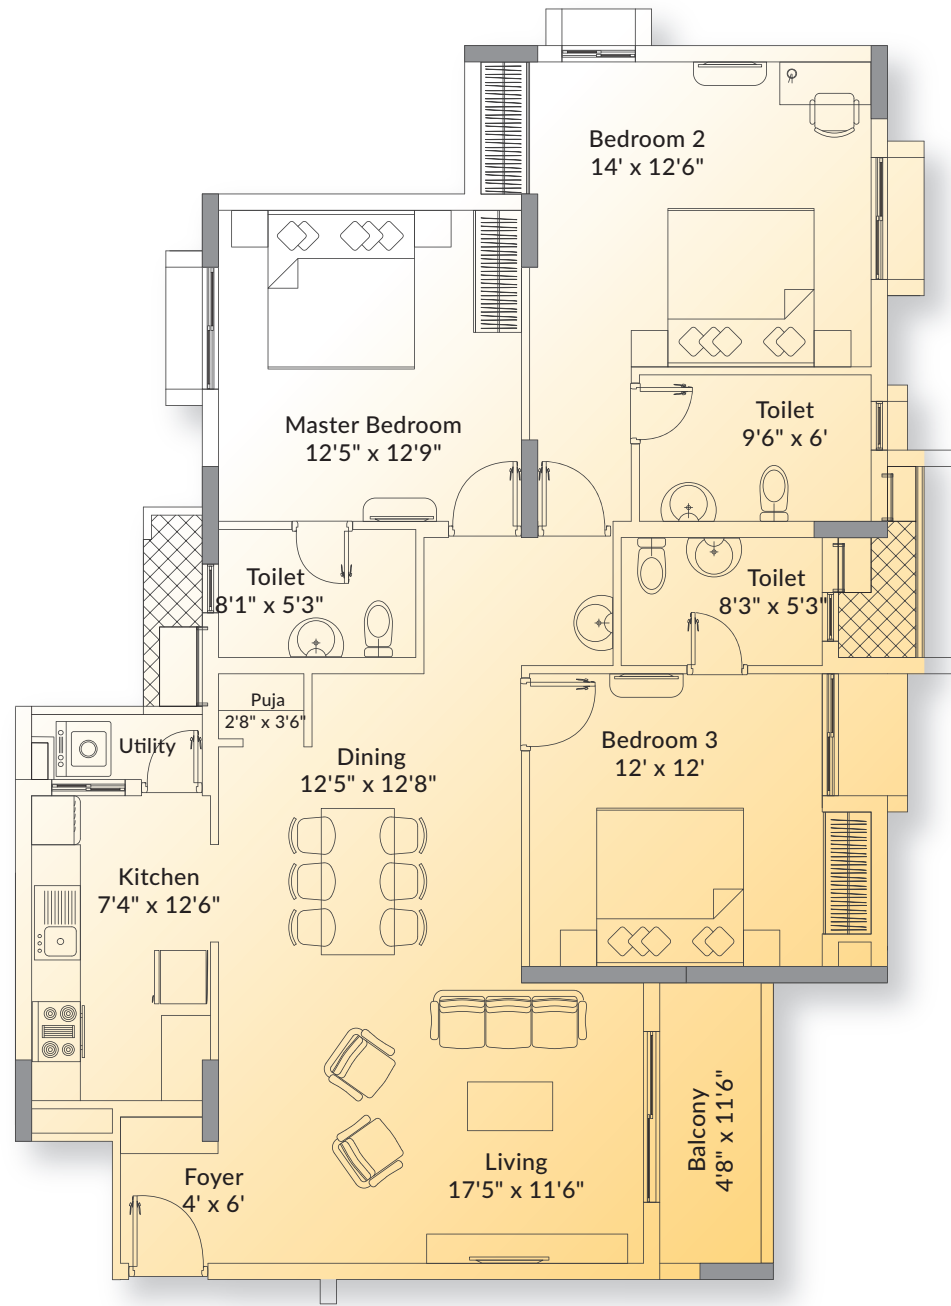 Bedroom 2
14' x 12'6"
Master Bedroom
12'5" x 12'9"
Toilet
9'6" x 6'
Toilet
8'1" x 5'3"
Toilet
8'3" x 5'3"
Puja
2'8" x 3'6"
Utility
Dining
12'5" x 12'8"
Bedroom 3
12' x 12'
Kitchen
7'4" x 12'6"
Foyer
4' x 6'
Living
17'5" x 11'6"
Balcony
4'8" x 11'6"